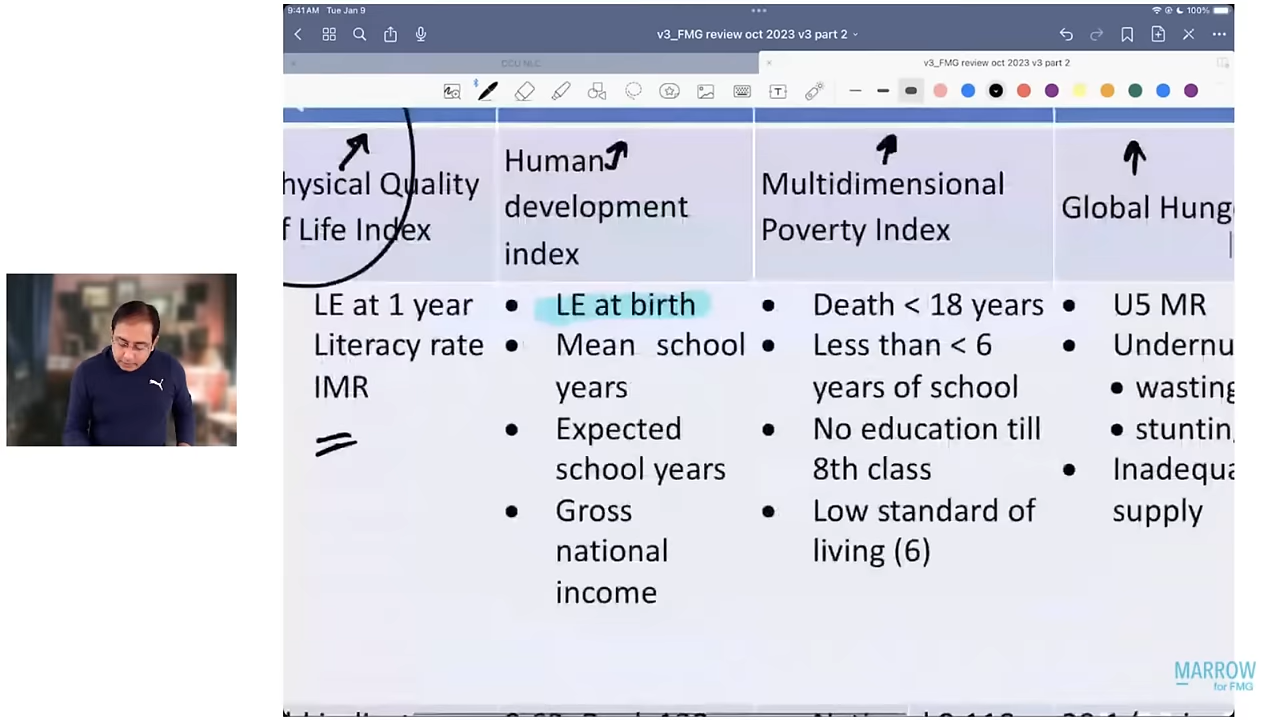 9:41AM Tue Jan 9
100%
v3_FMG review oct 2023 v3 part 2
CCU NLC
v3_FMG review oct 2023 v3 part 2
hysical Quality
f Life Index
LE at 1 year
Literacy rate
IMR
Human
development
index
• LE at birth
• Mean school
years
• Expected
school years
• Gross
national
income
Multidimensional
Poverty Index
• Death < 18 years
• Less than < 6
years of school
• No education till
8th class
• Low standard of
living (6)
Global Hung
• U5 MR
• Undernu
• wasting
• stuntin
• Inadequa
supply
MARROW
for FMG